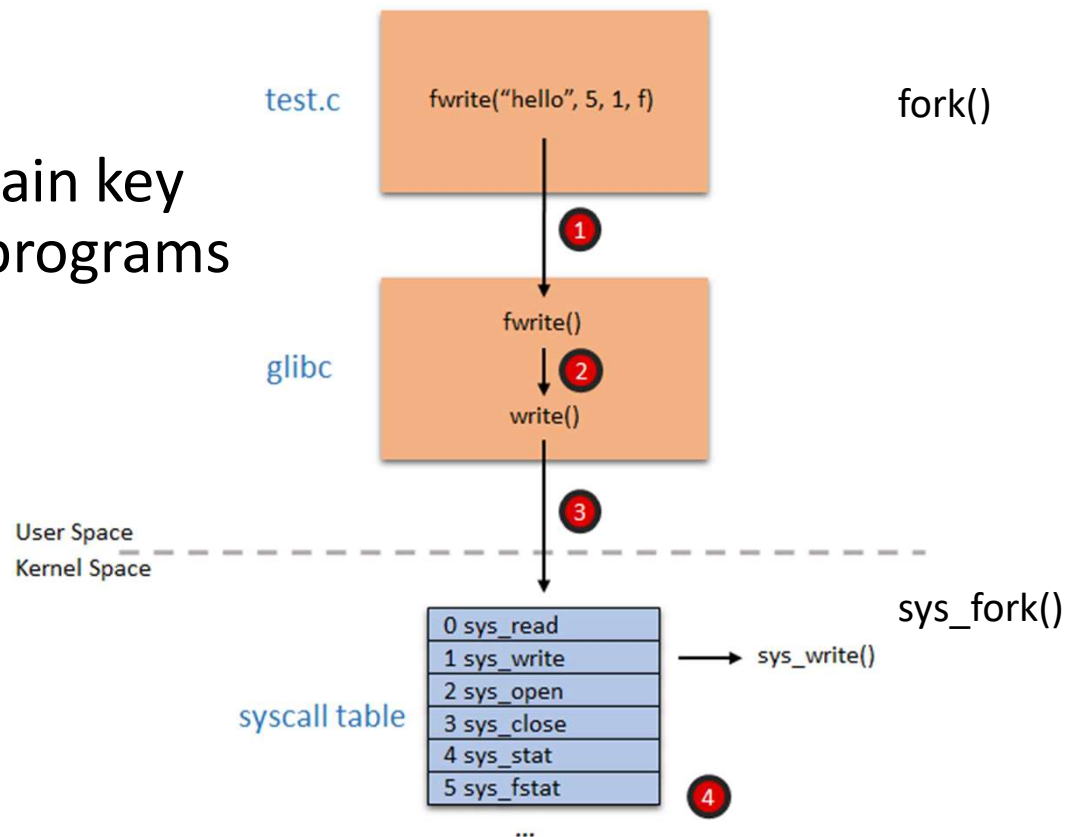 test.c
fwrite(“hello”, 5, 1, f)
fork()
ain key
programs
1
fwrite()
glibc
2
write()
3
User Space
Kernel Space
sys_fork()
0 sys_read
1 sys_write
sys_write()
2 sys_open
syscall table
3 sys_close
4 sys_stat
5 sys_fstat
4
...